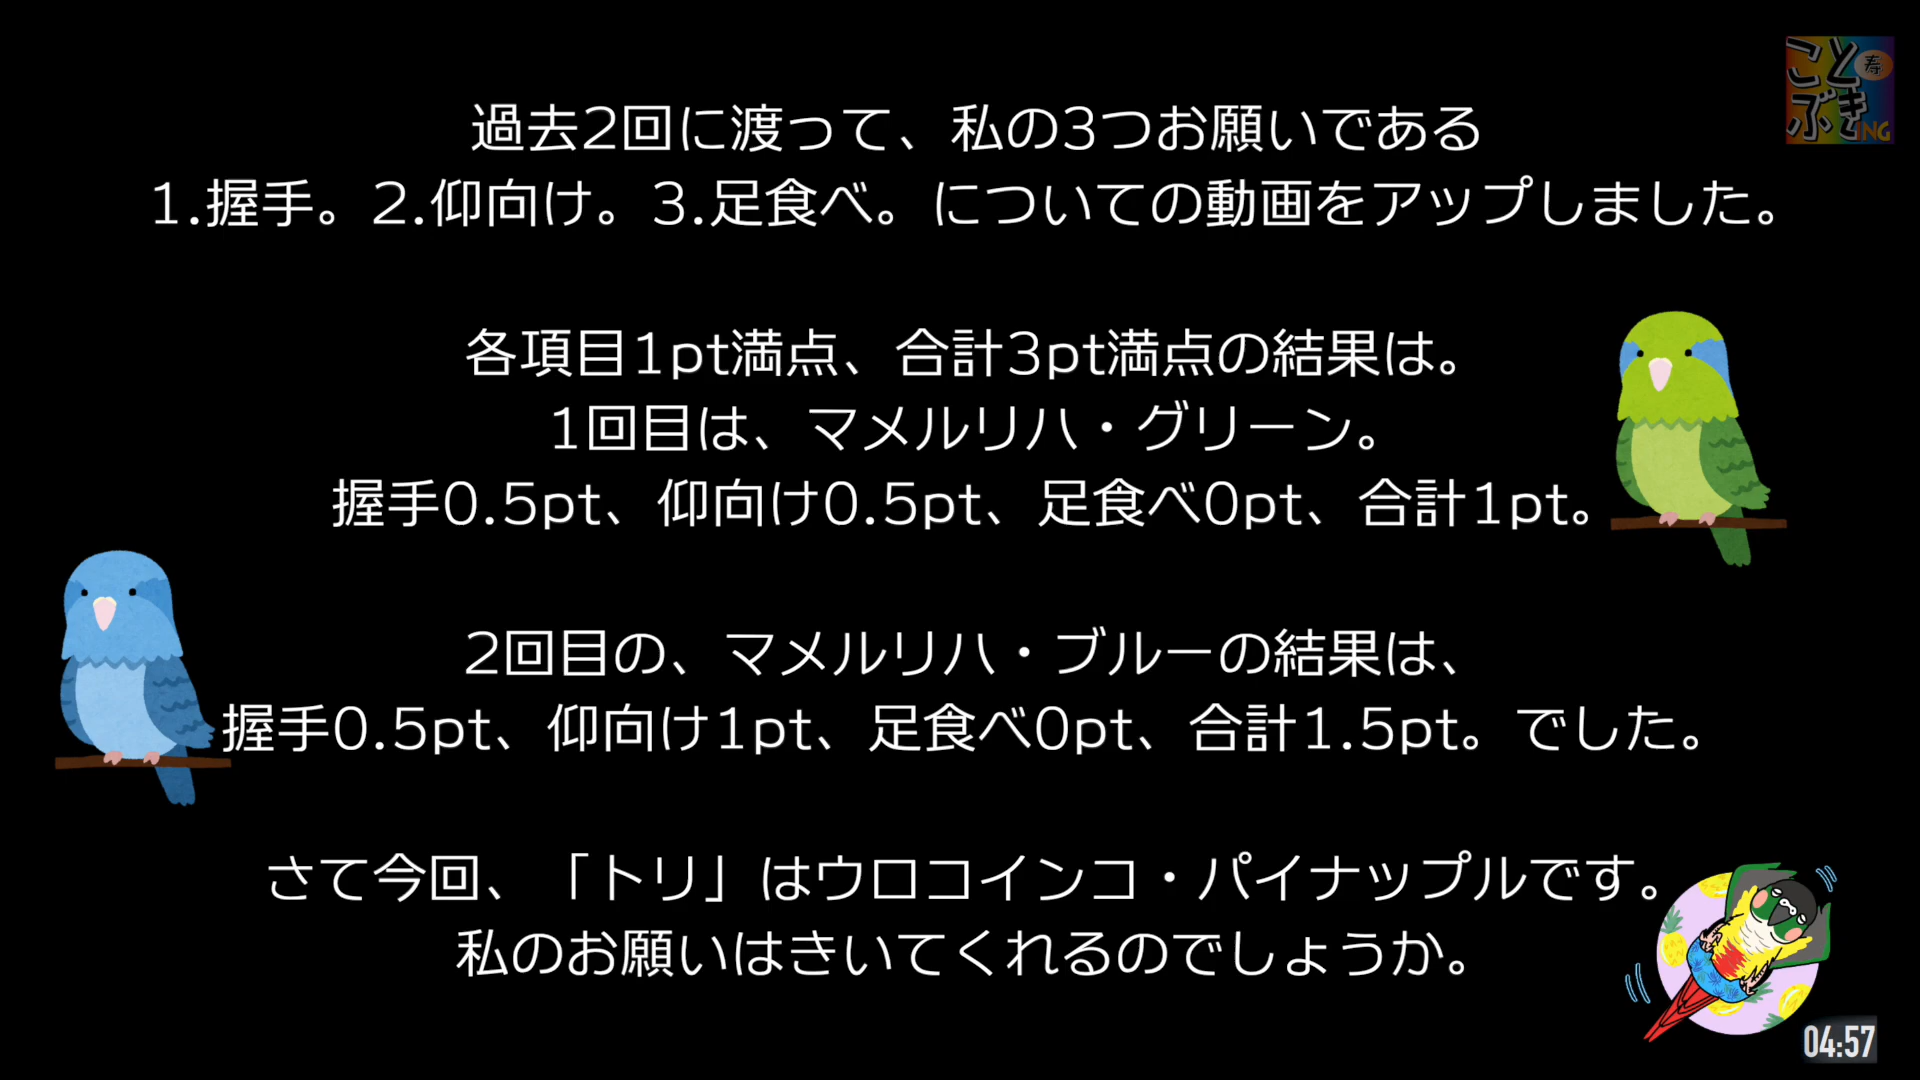 こと
ぶき
寿
ING
過去2回に渡って、私の3つお願いである
1.握手。2.仰向け。3.足食べ。についての動画をアップしました。
各項目1pt満点、合計3pt満点の結果は。
1回目は、マメルリハ・グリーン。
握手0.5pt、仰向け0.5pt、足食べ0pt、合計1pt。
2回目の、マメルリハ・ブルーの結果は、
握手0.5pt、仰向け1pt、足食べ0pt、合計1.5pt。でした。
さて今回、「トリ」はウロコインコ・パイナップルです。
私のお願いはきいてくれるのでしょうか。
04:57